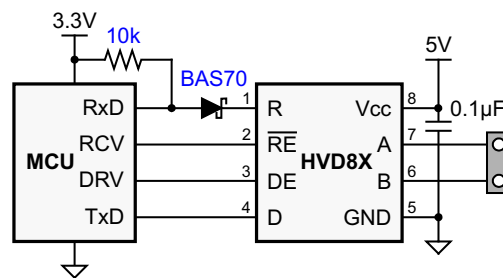 3.3V
10k
BAS70
5V
0.1µF
MCU
RxD
RCV
DRV
TxD
HVD8X
1 R
2 RE
3 DE
4 D
Vcc 8
A 7
B 6
GND 5